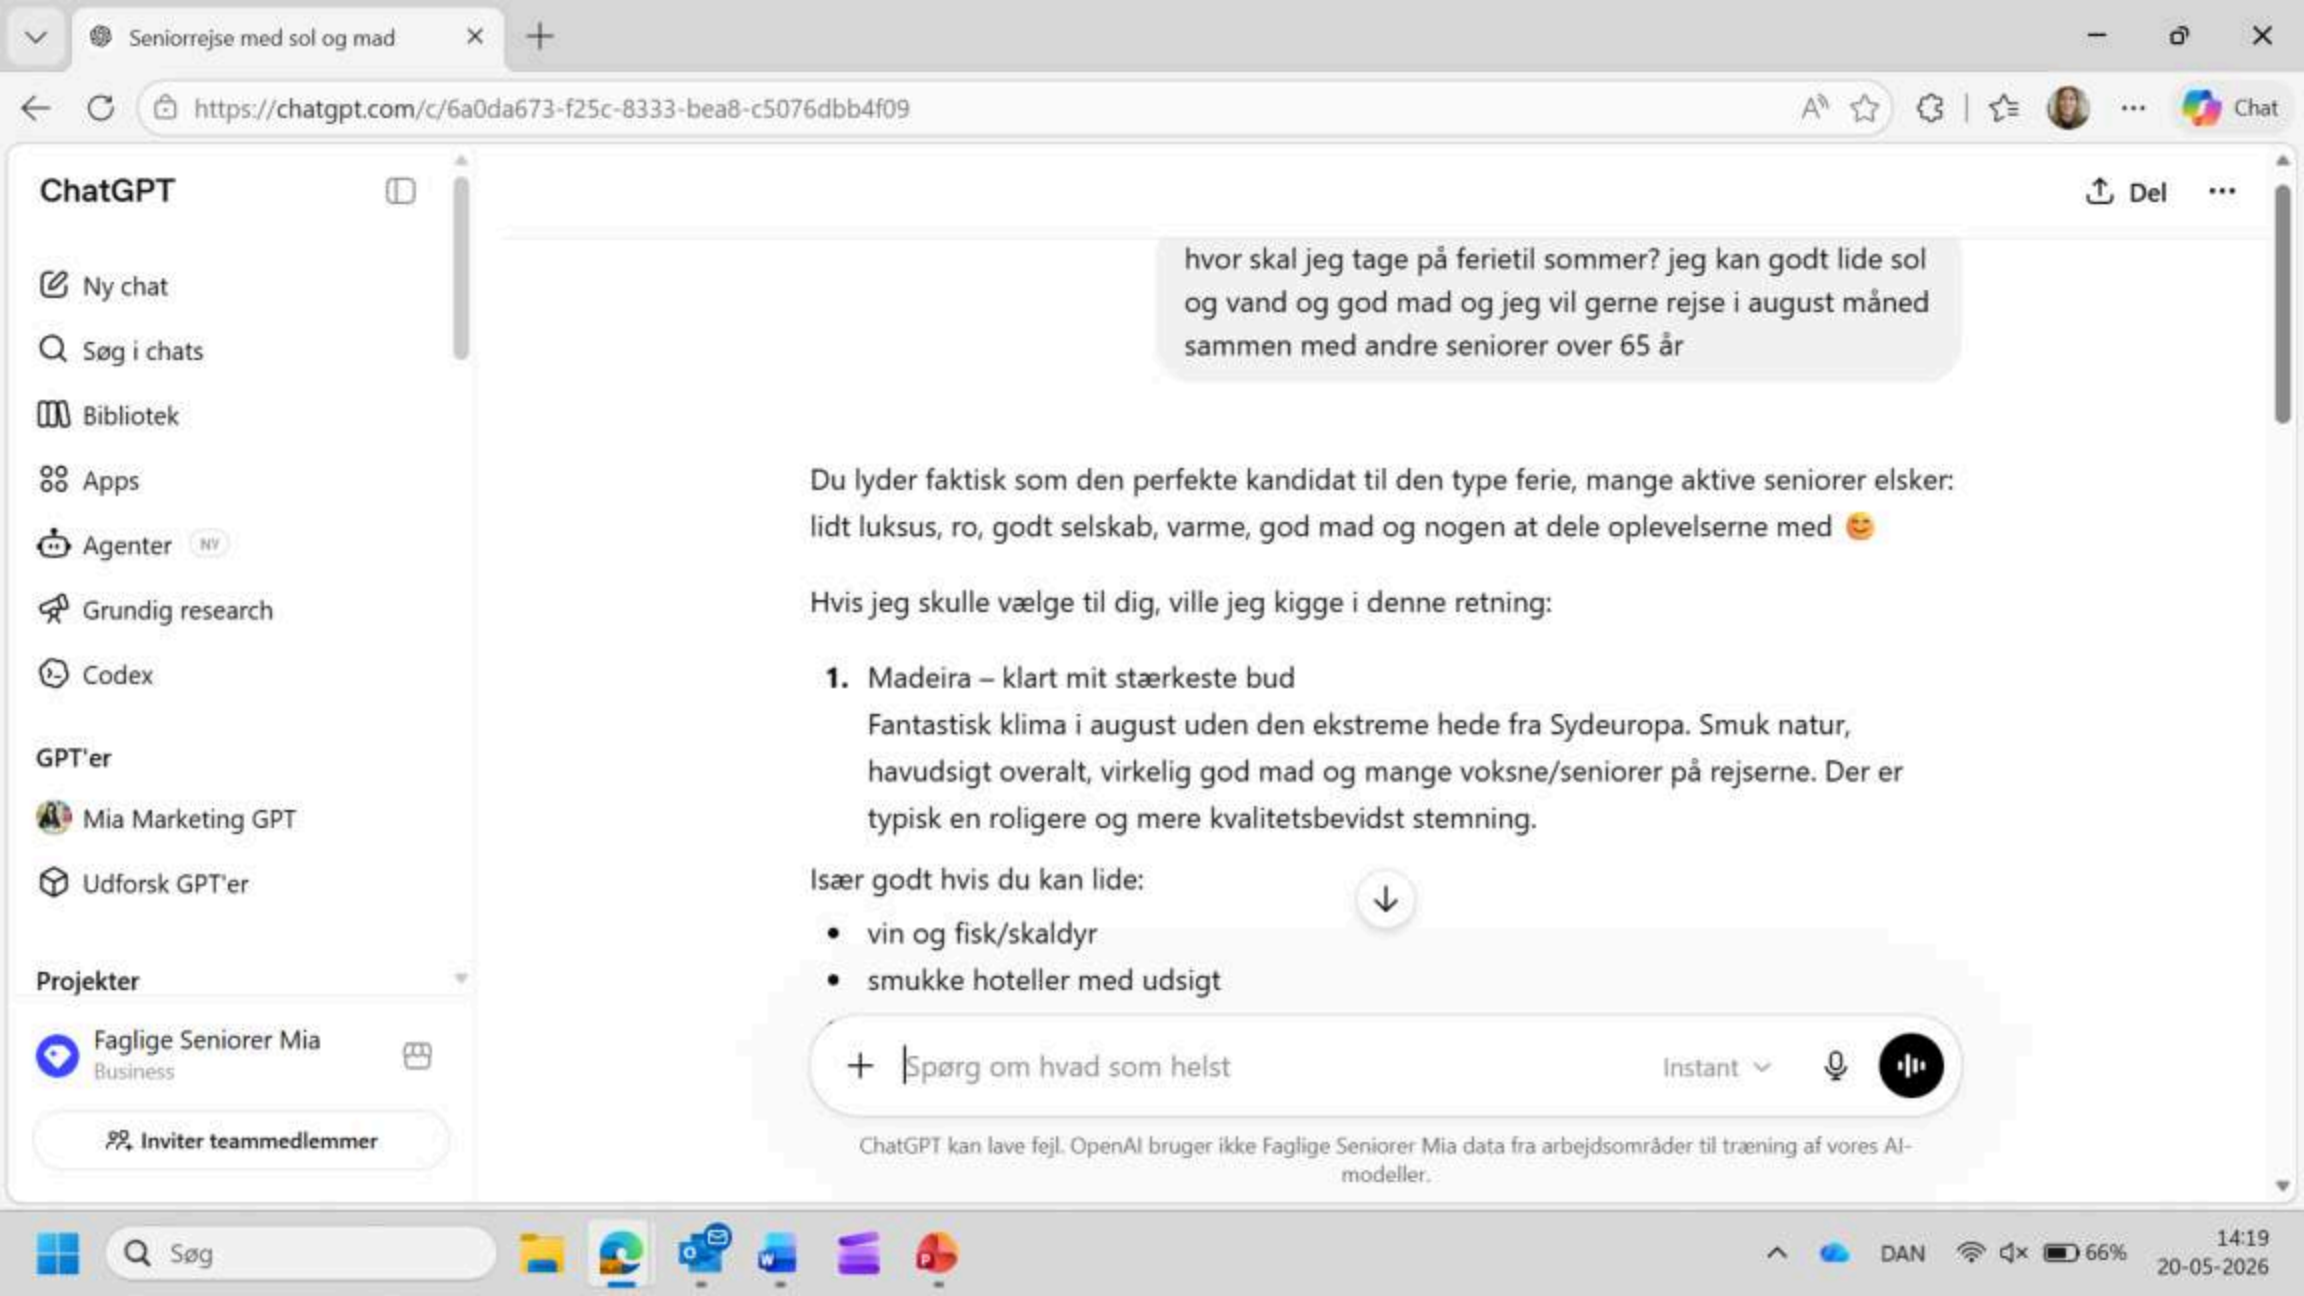 Seniorrejse med sol og mad
https://chatgpt.com/c/6a0da673-f25c-8333-bea8-c5076dbb4f09
Chat
ChatGPT
Del
Ny chat
Søg i chats
Bibliotek
Apps
Agenter NY
Grundig research
Codex
GPT'er
Mia Marketing GPT
Udforsk GPT'er
Projekter
Faglige Seniorer Mia
Business
Inviter teammedlemmer
hvor skal jeg tage på ferietil sommer? jeg kan godt lide sol
og vand og god mad og jeg vil gerne rejse i august måned
sammen med andre seniorer over 65 år
Du lyder faktisk som den perfekte kandidat til den type ferie, mange aktive seniorer elsker:
lidt luksus, ro, godt selskab, varme, god mad og nogen at dele oplevelserne med 😊
Hvis jeg skulle vælge til dig, ville jeg kigge i denne retning:
1. Madeira – klart mit stærkeste bud
Fantastisk klima i august uden den ekstreme hede fra Sydeuropa. Smuk natur,
havudsigt overalt, virkelig god mad og mange voksne/seniorer på rejserne. Der er
typisk en roligere og mere kvalitetsbevidst stemning.
Især godt hvis du kan lide:
• vin og fisk/skaldyr
• smukke hoteller med udsigt
Spørg om hvad som helst
Instant
ChatGPT kan lave fejl. OpenAI bruger ikke Faglige Seniorer Mia data fra arbejdsområder til træning af vores AI-
modeller.
Søg
DAN
66%
14:19
20-05-2026